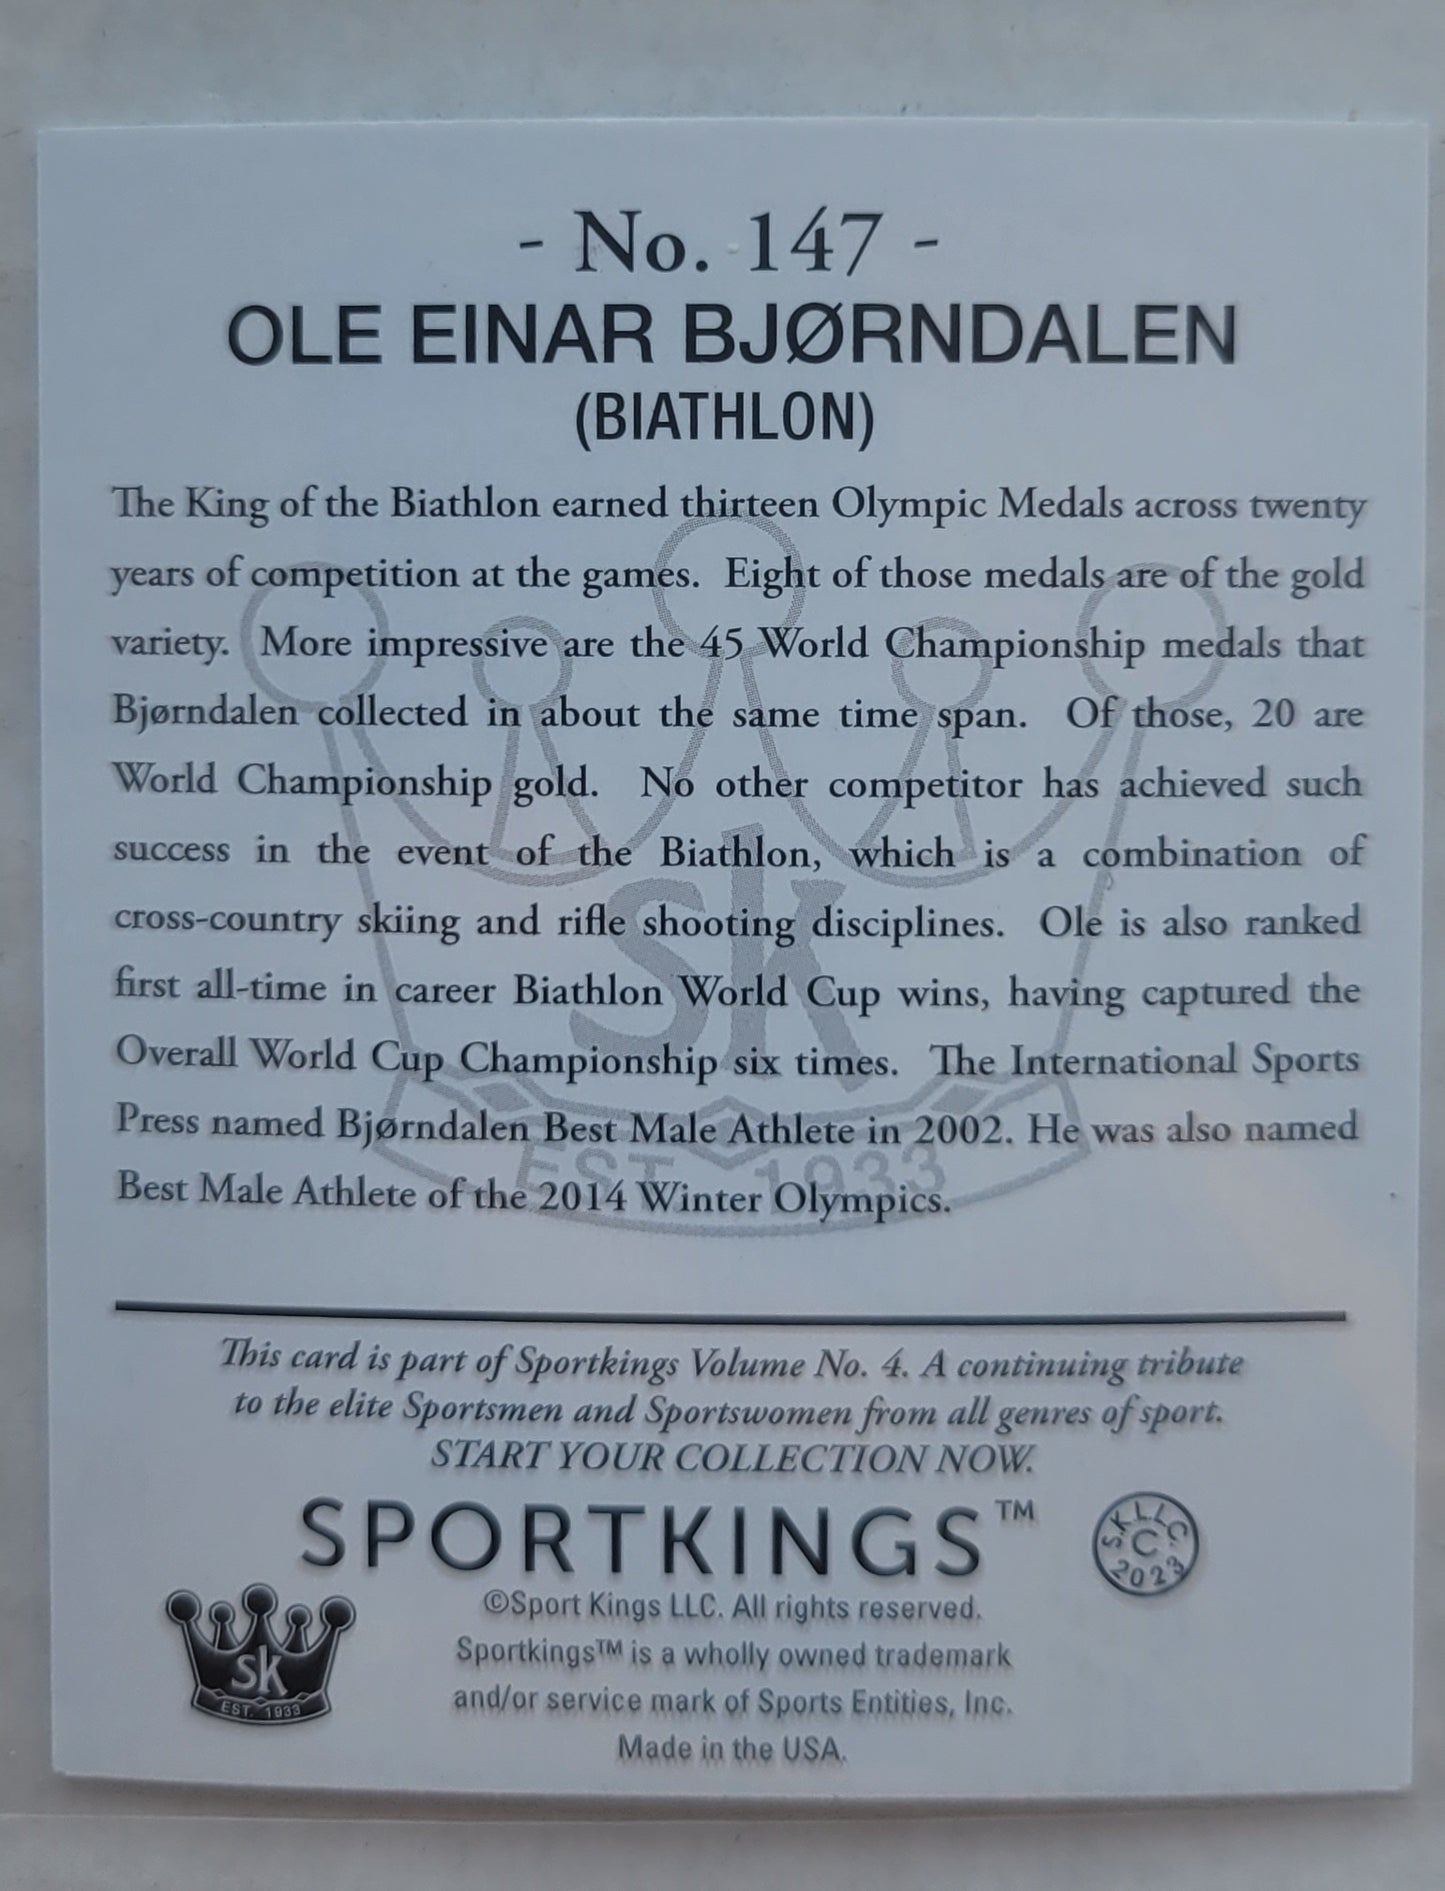 - No. 147 -
OLE EINAR BJØRNDALEN
(BIATHLON)
The King of the Biathlon earned thirteen Olympic Medals across twenty
years of competition at the games. Eight of those medals are of the gold
variety. More impressive are the 45 World Championship medals that
Bjørndalen collected in about the same time span. Of those, 20 are
World Championship gold. No other competitor has achieved such
success in the event of the Biathlon, which is a combination of
cross-country skiing and rifle shooting disciplines. Ole is also ranked
first all-time in career Biathlon World Cup wins, having captured the
Overall World Cup Championship six times. The International Sports
Press named Bjørndalen Best Male Athlete in 2002. He was also named
Best Male Athlete of the 2014 Winter Olympics.
sk
EST. 1933
This card is part of Sportkings Volume No. 4. A continuing tribute
to the elite Sportsmen and Sportswomen from all genres of sport.
START YOUR COLLECTION NOW.
SPORTKINGS™
S.K.L.L.C.
C
2023
sk
EST. 1933
©Sport Kings LLC. All rights reserved.
Sportkings™ is a wholly owned trademark
and/or service mark of Sports Entities, Inc.
Made in the USA.